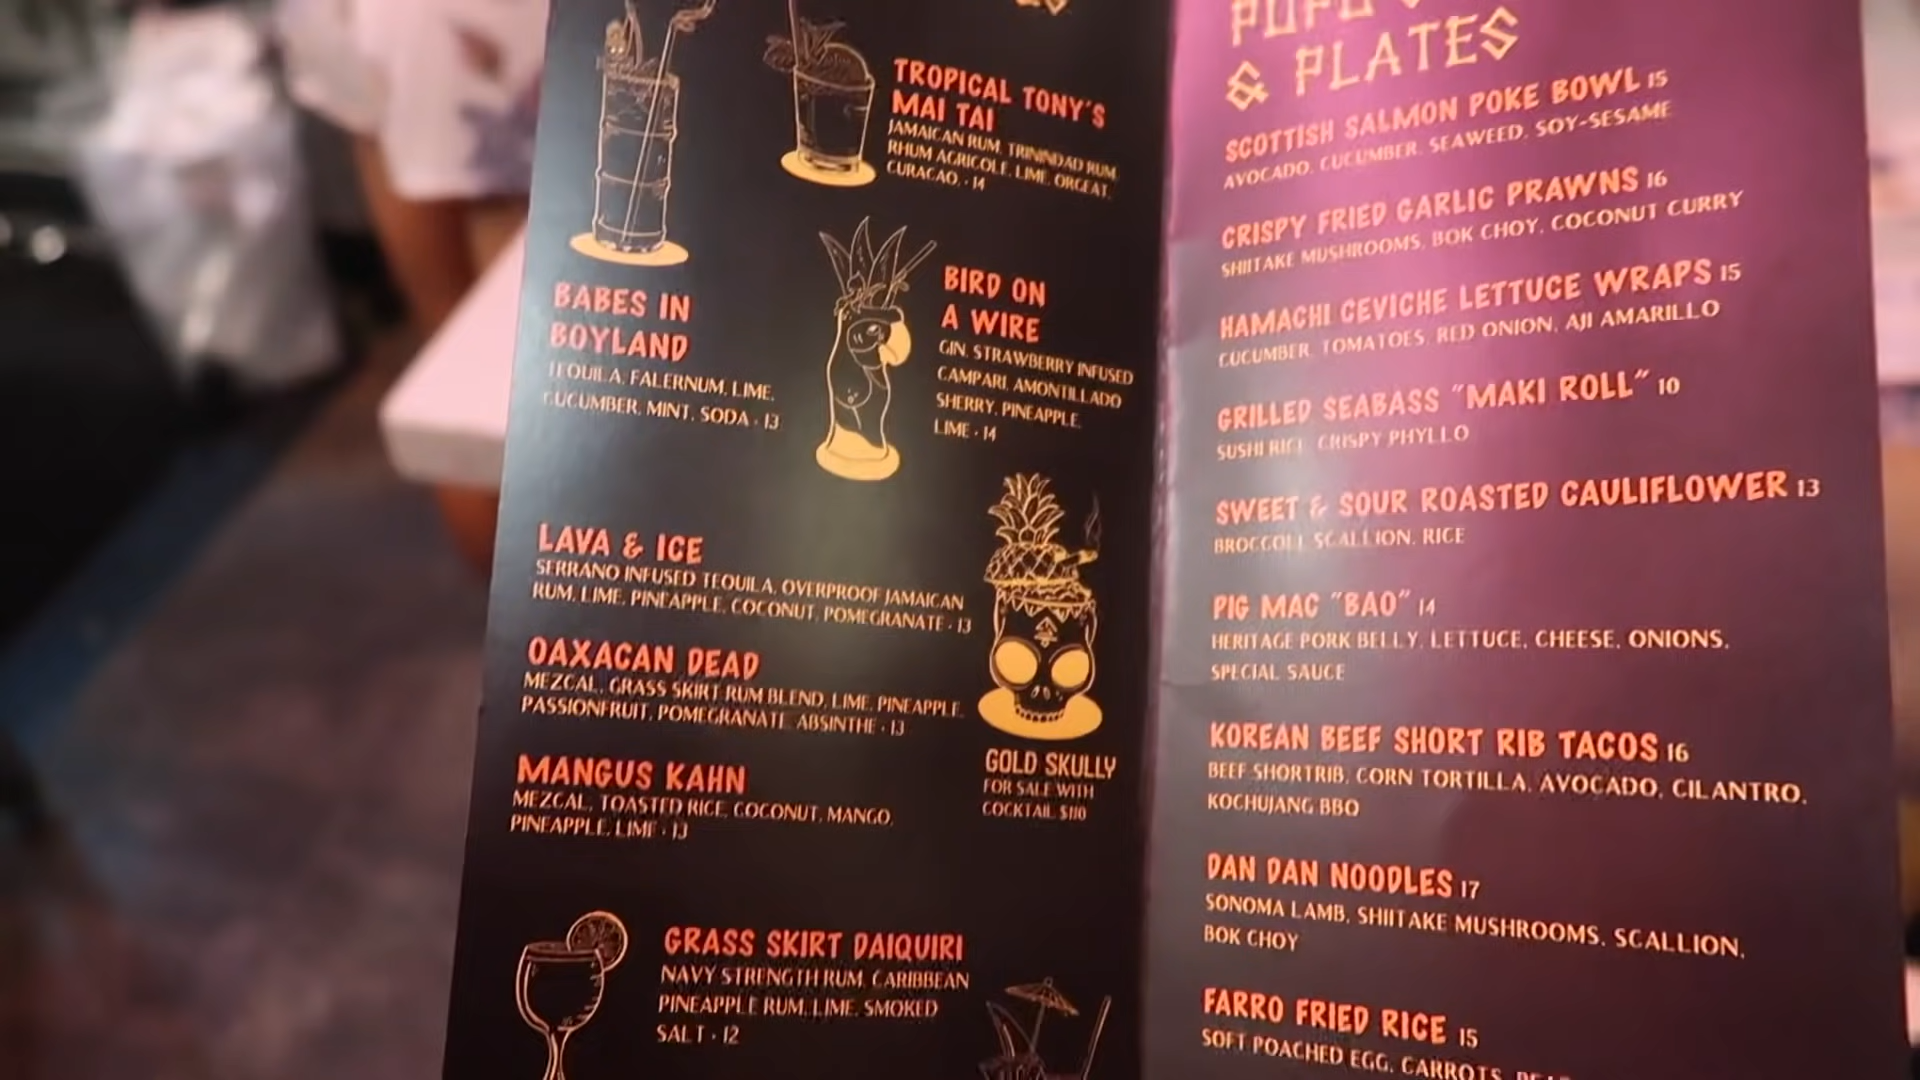 TROPICAL TONY'S
MAI TAI
JAMAICAN RUM, TRININDAD RUM,
RHUM AGRICOLE, LIME, ORGEAT,
CURACAO, · 14
BABES IN
BOYLAND
TEQUILA, FALERNUM, LIME,
CUCUMBER, MINT, SODA · 13
BIRD ON
A WIRE
GIN, STRAWBERRY INFUSED
CAMPARI, AMONTILLADO
SHERRY, PINEAPPLE,
LIME · 14
LAVA & ICE
SERRANO INFUSED TEQUILA, OVERPROOF JAMAICAN
RUM, LIME, PINEAPPLE, COCONUT, POMEGRANATE · 13
OAXACAN DEAD
MEZCAL, GRASS SKIRT RUM BLEND, LIME, PINEAPPLE,
PASSIONFRUIT, POMEGRANATE, ABSINTHE · 13
MANGUS KAHN
MEZCAL, TOASTED RICE, COCONUT, MANGO,
PINEAPPLE, LIME · 13
GOLD SKULLY
FOR SALE WITH
COCKTAIL $110
GRASS SKIRT DAIQUIRI
NAVY STRENGTH RUM, CARIBBEAN
PINEAPPLE RUM, LIME, SMOKED
SALT · 12
& PLATES
SCOTTISH SALMON POKE BOWL 15
AVOCADO, CUCUMBER, SEAWEED, SOY-SESAME
CRISPY FRIED GARLIC PRAWNS 16
SHIITAKE MUSHROOMS, BOK CHOY, COCONUT CURRY
HAMACHI CEVICHE LETTUCE WRAPS 15
CUCUMBER, TOMATOES, RED ONION, AJI AMARILLO
GRILLED SEABASS "MAKI ROLL" 10
SUSHI RICE, CRISPY PHYLLO
SWEET & SOUR ROASTED CAULIFLOWER 13
BROCCOLI, SCALLION, RICE
PIG MAC "BAO" 14
HERITAGE PORK BELLY, LETTUCE, CHEESE, ONIONS,
SPECIAL SAUCE
KOREAN BEEF SHORT RIB TACOS 16
BEEF SHORTRIB, CORN TORTILLA, AVOCADO, CILANTRO,
KOCHUJANG BBQ
DAN DAN NOODLES 17
SONOMA LAMB, SHIITAKE MUSHROOMS, SCALLION,
BOK CHOY
FARRO FRIED RICE 15
SOFT POACHED EGG, CARROTS,